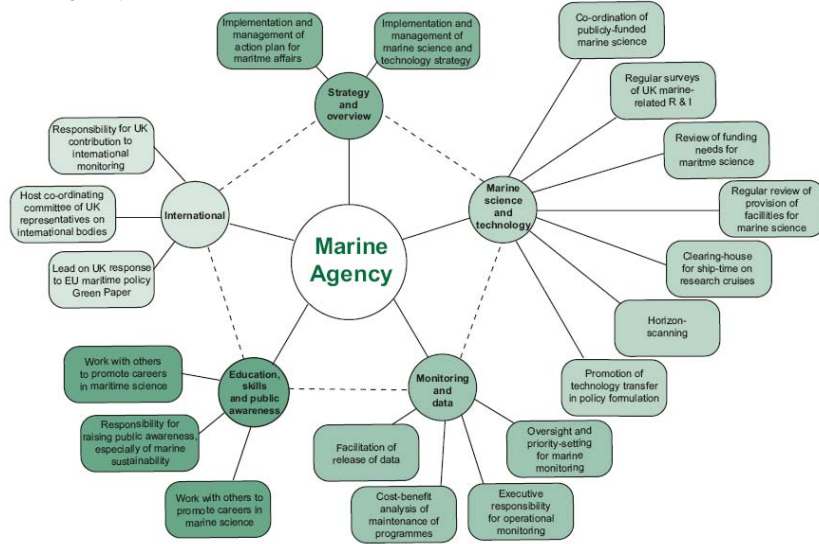 Implementation and
management of
action plan for
maritme affairs
Implementation and
management of
marine science and
technology strategy
Strategy
and
overview
Co-ordination of
publicly-funded
marine science
Regular surveys
of UK marine-
related R & I
Review of funding
needs for
maritme science
Regular review of
provision of
facilities for
marine science
Clearing-house
for ship-time on
research cruises
Horizon-
scanning
Promotion of
technology transfer
in policy formulation
Marine
science and
technology
Responsibility for UK
contribution to
international
monitoring
Host co-ordinating
committee of UK
representatives on
international bodies
Lead on UK response
to EU maritime policy
Green Paper
International
Marine
Agency
Work with others
to promote careers
in maritime science
Responsibility for
raising public awareness,
especially of marine
sustainability
Work with others to
promote careers in
marine science
Education,
skills
and public
awareness
Monitoring
and
data
Facilitation of
release of data
Cost-benefit
analysis of
maintenance of
programmes
Executive
responsibility
for operational
monitoring
Oversight and
priority-setting
for marine
monitoring